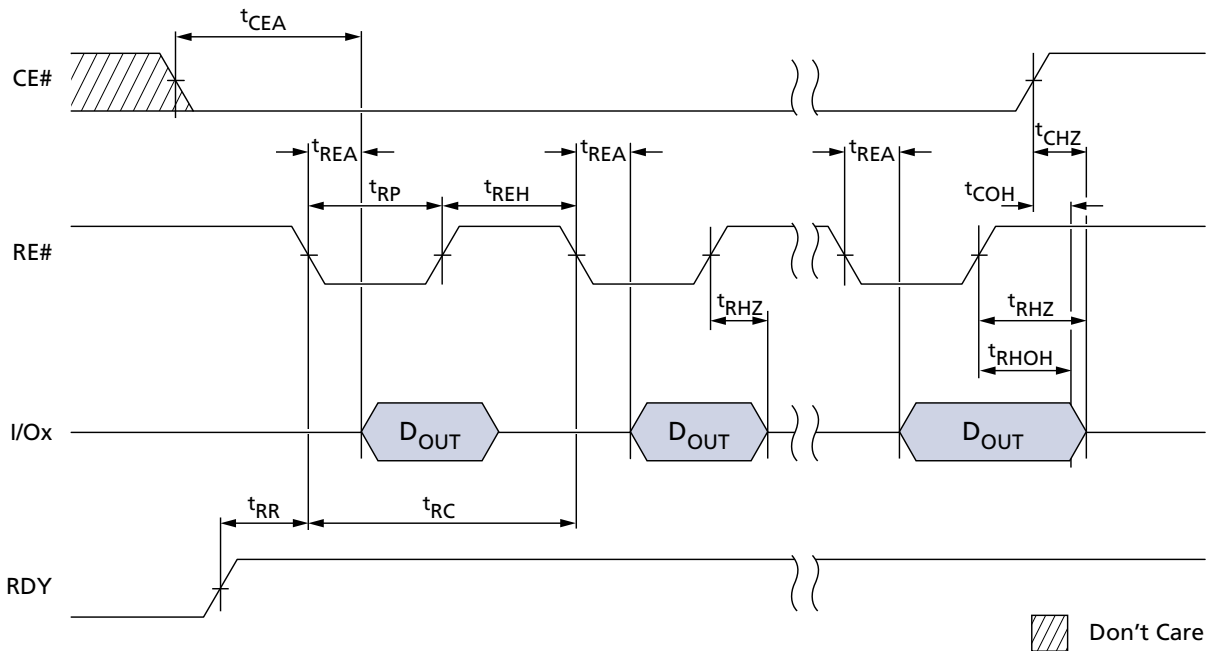 tCEA
CE#
tCHZ
tREA tREA tREA
tCOH
tRP tREH
RE#
tRHZ tRHZ
tRHOH
I/Ox DOUT DOUT DOUT
tRR tRC
RDY
Don't Care